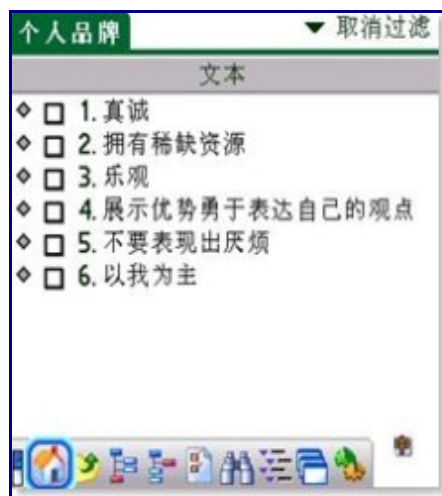 个人品牌 ▼ 取消过滤
文本
1. 真诚
2. 拥有稀缺资源
3. 乐观
4. 展示优势勇于表达自己的观点
5. 不要表现出厌烦
6. 以我为主